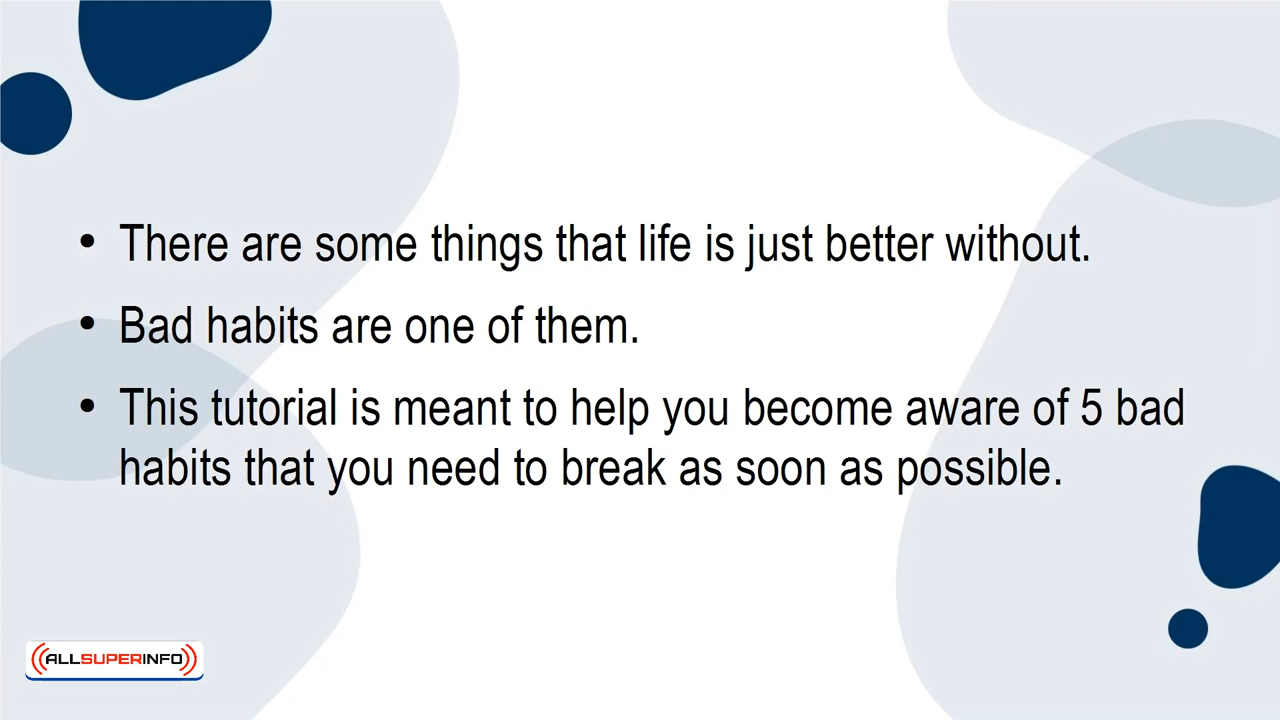 • There are some things that life is just better without.
• Bad habits are one of them.
• This tutorial is meant to help you become aware of 5 bad
habits that you need to break as soon as possible.
ALLSUPERINFO